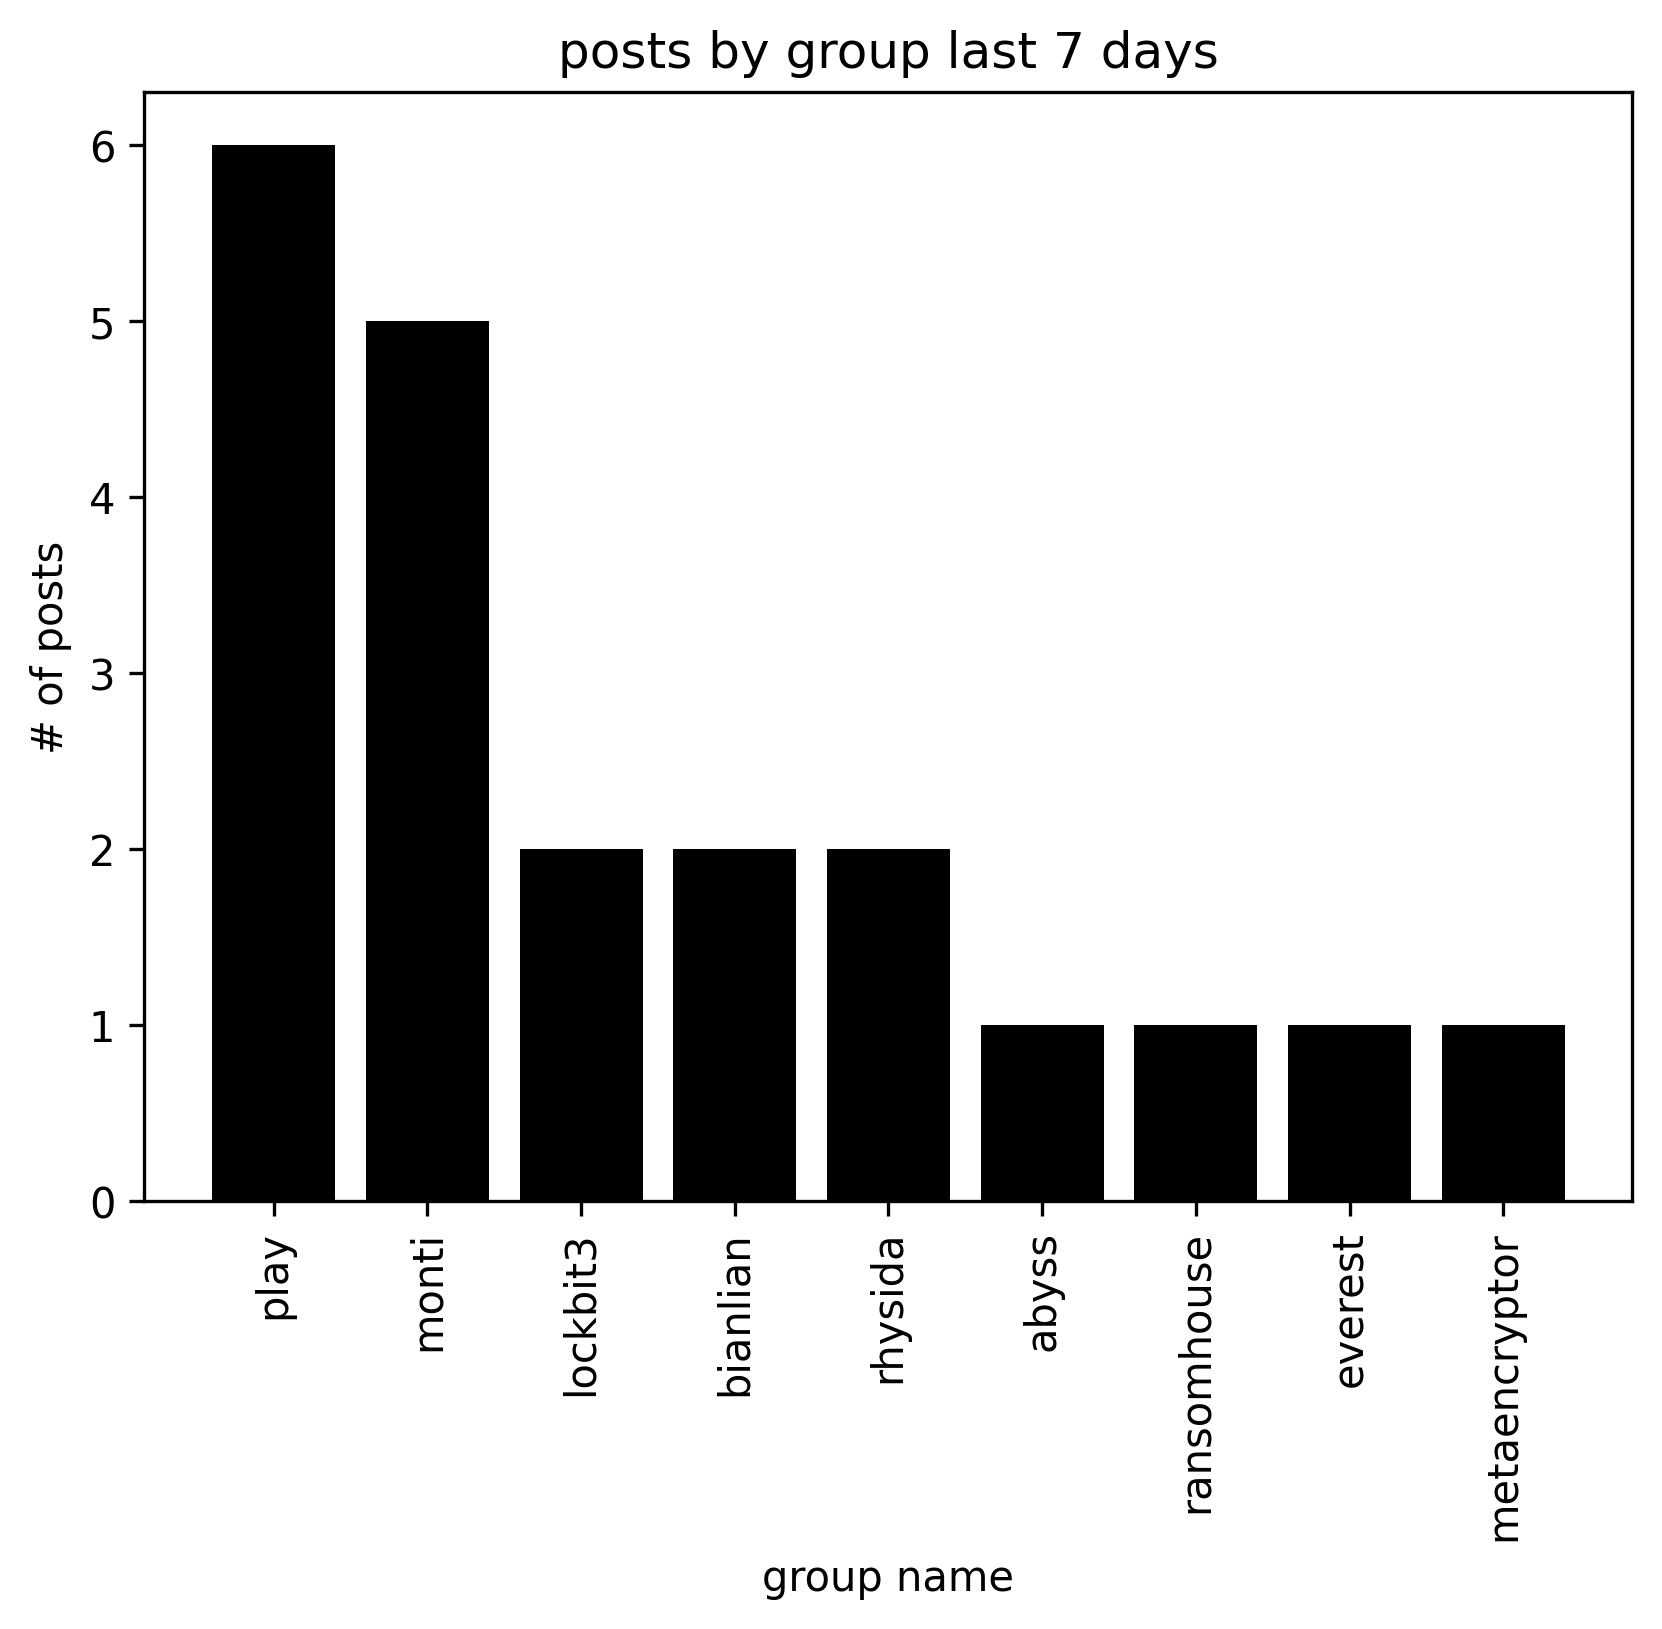 posts by group last 7 days
# of posts
6
5
4
3
2
1
0
play
monti
lockbit3
bianlian
rhysida
abyss
ransomhouse
everest
metaencryptor
group name